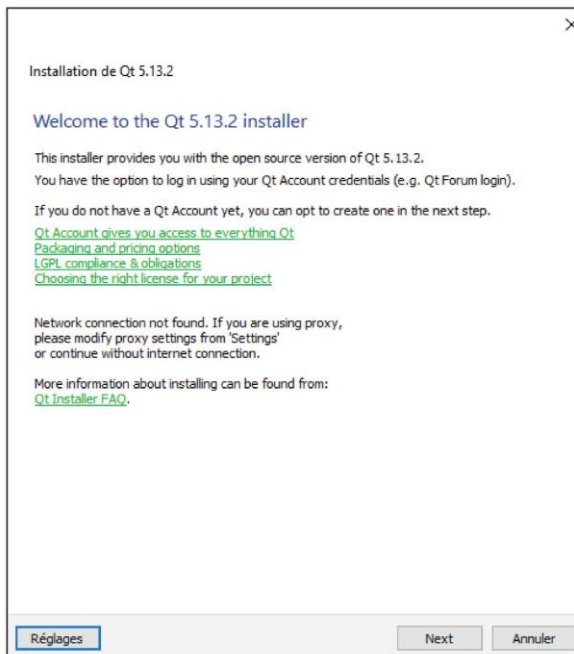 Installation de Qt 5.13.2
Welcome to the Qt 5.13.2 installer
This installer provides you with the open source version of Qt 5.13.2.
You have the option to log in using your Qt Account credentials (e.g. Qt Forum login).
If you do not have a Qt Account yet, you can opt to create one in the next step.
Qt Account gives you access to everything Qt
Packaging and pricing options
LGPL compliance & obligations
Choosing the right license for your project
Network connection not found. If you are using proxy,
please modify proxy settings from 'Settings'
or continue without internet connection.
More information about installing can be found from:
Qt Installer FAQ.
Réglages Next Annuler